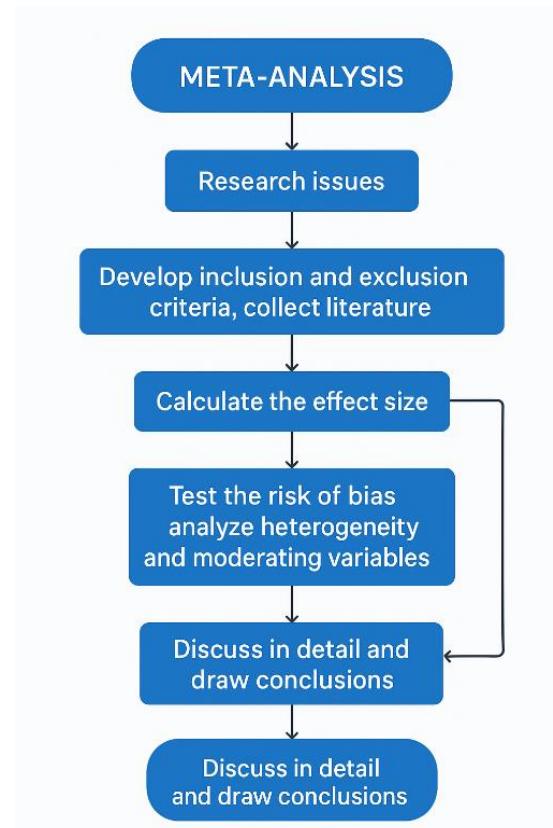 META-ANALYSIS
Research issues
Develop inclusion and exclusion
criteria, collect literature
Calculate the effect size
Test the risk of bias
analyze heterogeneity
and moderating variables
Discuss in detail and
draw conclusions
Discuss in detail
and draw conclusions